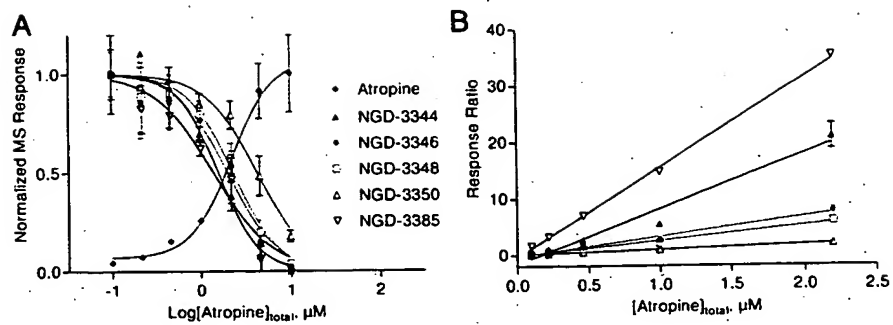 A
Normalized MS Response
1.0
0.5
0.0
-1
0
1
2
Log[Atropine]total, µM
Atropine
NGD-3344
NGD-3346
NGD-3348
NGD-3350
NGD-3385
B
Response Ratio
40
30
20
10
0
0.0
0.5
1.0
1.5
2.0
2.5
[Atropine]total, µM